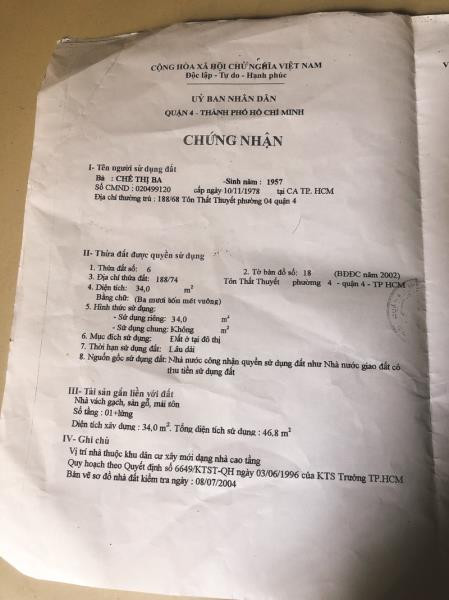 CỘNG HÒA XÃ HỘI CHỦ NGHĨA VIỆT NAM
Độc lập - Tự do - Hạnh phúc
UỶ BAN NHÂN DÂN
QUẬN 4 - THÀNH PHỐ HỒ CHÍ MINH
CHỨNG NHẬN
I- Tên người sử dụng đất
Bà : CHẾ THỊ BA -Sinh năm : 1957
Số CMND : 020499120 cấp ngày 10/11/1978 tại CA TP. HCM
Địa chỉ thường trú : 188/68 Tôn Thất Thuyết phường 04 quận 4
II- Thửa đất được quyền sử dụng
1. Thửa đất số: 6 2. Tờ bản đồ số: 18 (BĐĐC năm 2002)
3. Địa chỉ thửa đất: 188/74 Tôn Thất Thuyết phường 4 - quận 4 - TP HCM
4. Diện tích: 34,0 m²
Bằng chữ: (Ba mươi bốn mét vuông)
5. Hình thức sử dụng:
- Sử dụng riêng: 34,0 m²
- Sử dụng chung: Không m²
6. Mục đích sử dụng: Đất ở tại đô thị
7. Thời hạn sử dụng đất: Lâu dài
8. Nguồn gốc sử dụng đất: Nhà nước công nhận quyền sử dụng đất như Nhà nước giao đất có
thu tiền sử dụng đất
III- Tài sản gắn liền với đất
Nhà vách gạch, sàn gỗ, mái tôn
Số tầng : 01+lửng
Diện tích xây dựng : 34,0 m². Tổng diện tích sử dụng : 46,8 m²
IV- Ghi chú
Vị trí nhà thuộc khu dân cư xây mới dạng nhà cao tầng
Quy hoạch theo Quyết định số 6649/KTST-QH ngày 03/06/1996 của KTS Trưởng TP.HCM
Bản vẽ sơ đồ nhà đất kiểm tra ngày : 08/07/2004